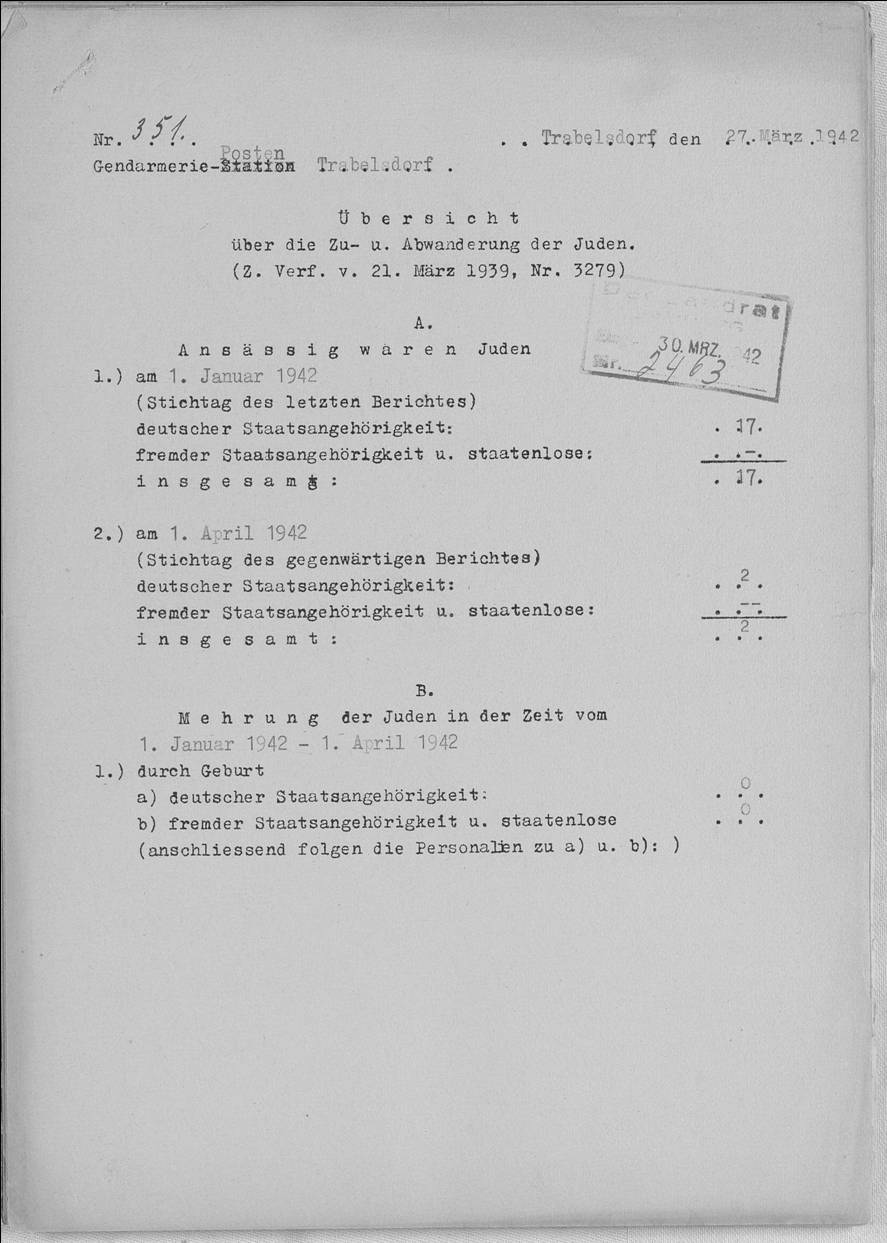 Nr. 351.
. . Trabelsdorf, den 27. März 1942
Posten
Gendarmerie-Station Trabelsdorf .
Übersicht
über die Zu- u. Abwanderung der Juden.
(Z. Verf. v. 21. März 1939, Nr. 3279)
rat
30. MRZ. 42
Nr. 2463
A.
Ansässig waren Juden
1.) am 1. Januar 1942
(Stichtag des letzten Berichtes)
deutscher Staatsangehörigkeit: . 17.
fremder Staatsangehörigkeit u. staatenlose: . .-.
insgesamt: . 17.
2.) am 1. April 1942
(Stichtag des gegenwärtigen Berichtes)
deutscher Staatsangehörigkeit: . 2 .
fremder Staatsangehörigkeit u. staatenlose: . .--.
insgesamt: . 2 .
B.
Mehrung der Juden in der Zeit vom
1. Januar 1942 - 1. April 1942
1.) durch Geburt
a) deutscher Staatsangehörigkeit: . 0 .
b) fremder Staatsangehörigkeit u. staatenlose . 0 .
(anschliessend folgen die Personalien zu a) u. b): )